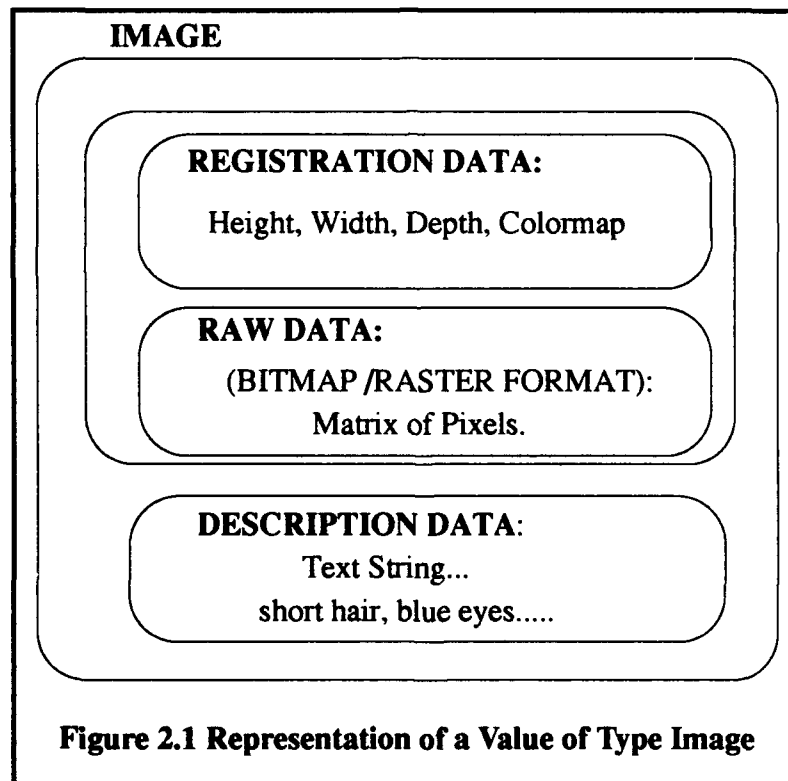 IMAGE
REGISTRATION DATA:
Height, Width, Depth, Colormap
RAW DATA:
(BITMAP /RASTER FORMAT):
Matrix of Pixels.
DESCRIPTION DATA:
Text String...
short hair, blue eyes.....
Figure 2.1 Representation of a Value of Type Image